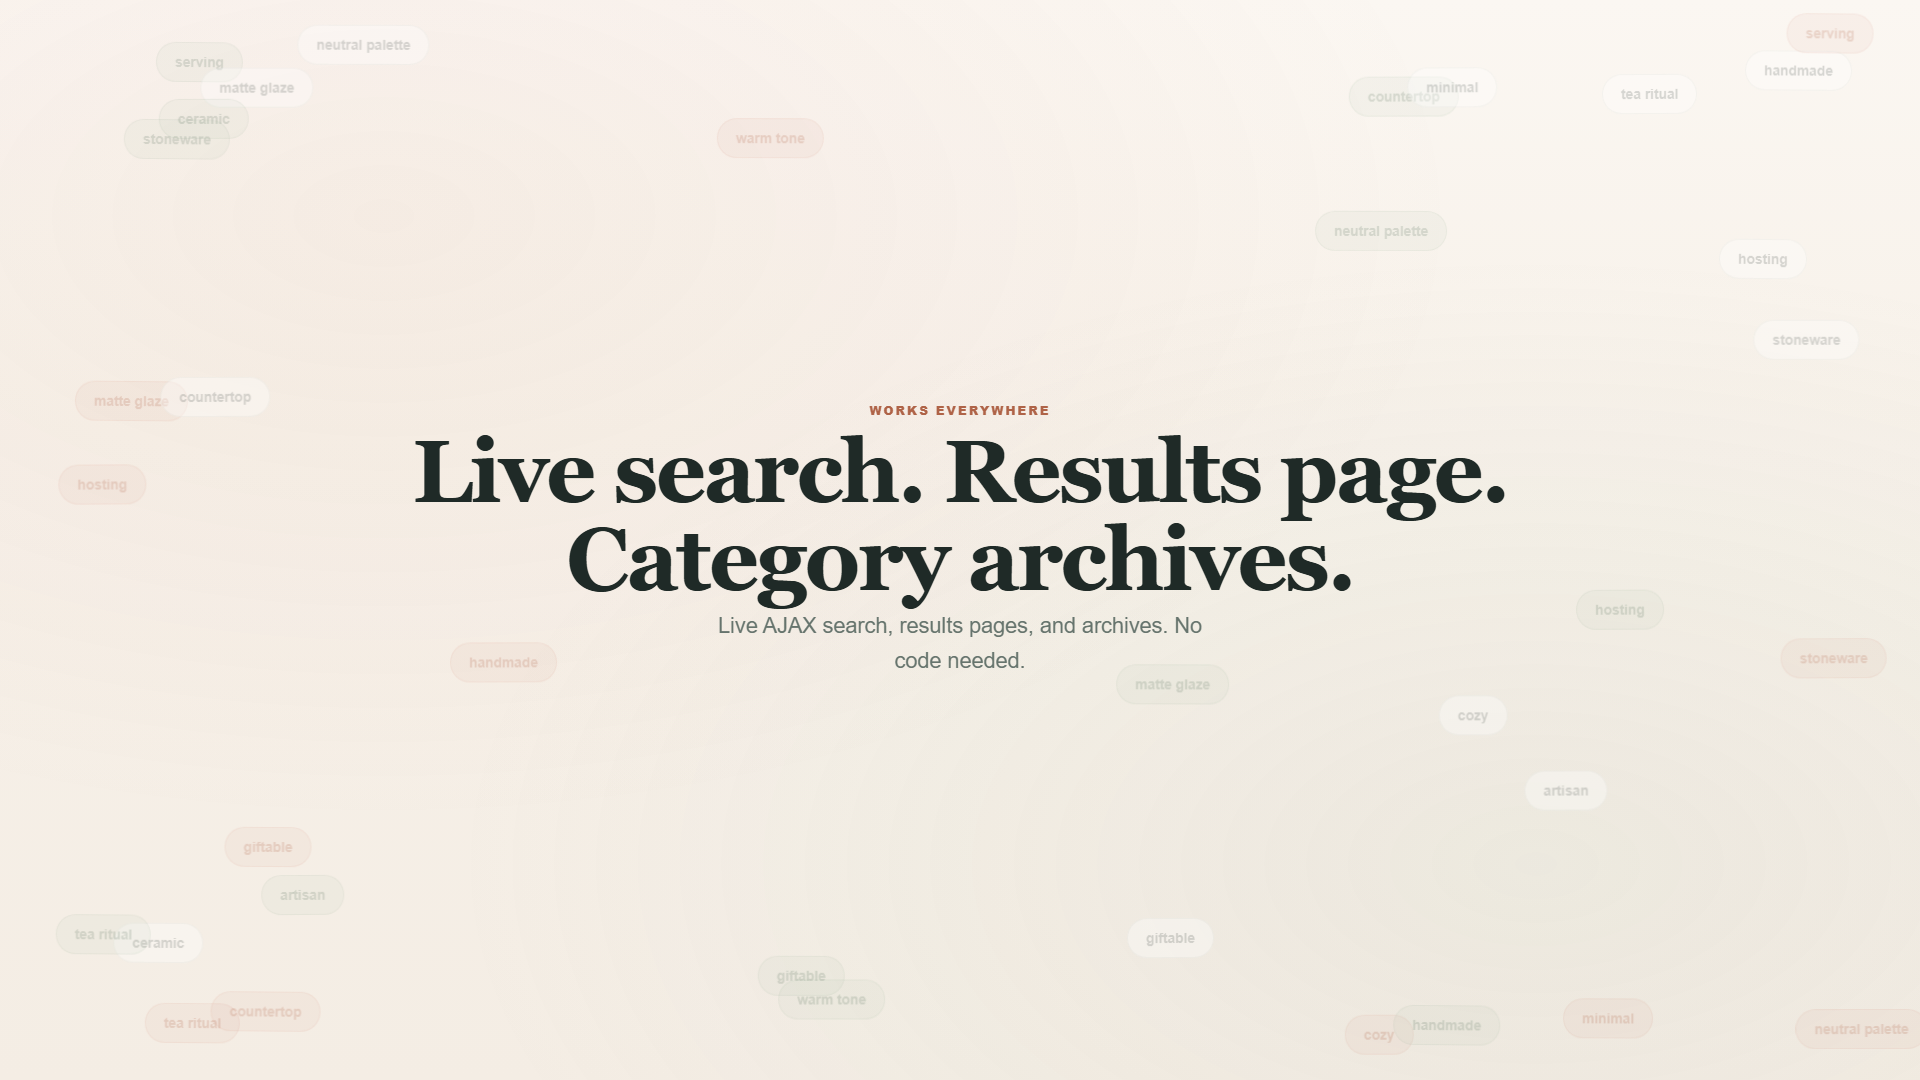 serving
neutral palette
matte glaze
ceramic
stoneware
warm tone
serving
handmade
minimal
countertop
tea ritual
neutral palette
hosting
stoneware
matte glaze
countertop
hosting
WORKS EVERYWHERE
Live search. Results page.
Category archives.
Live AJAX search, results pages, and archives. No
code needed.
hosting
handmade
stoneware
matte glaze
cozy
artisan
giftable
artisan
tea ritual
ceramic
giftable
giftable
warm tone
countertop
tea ritual
cozy
handmade
minimal
neutral palette